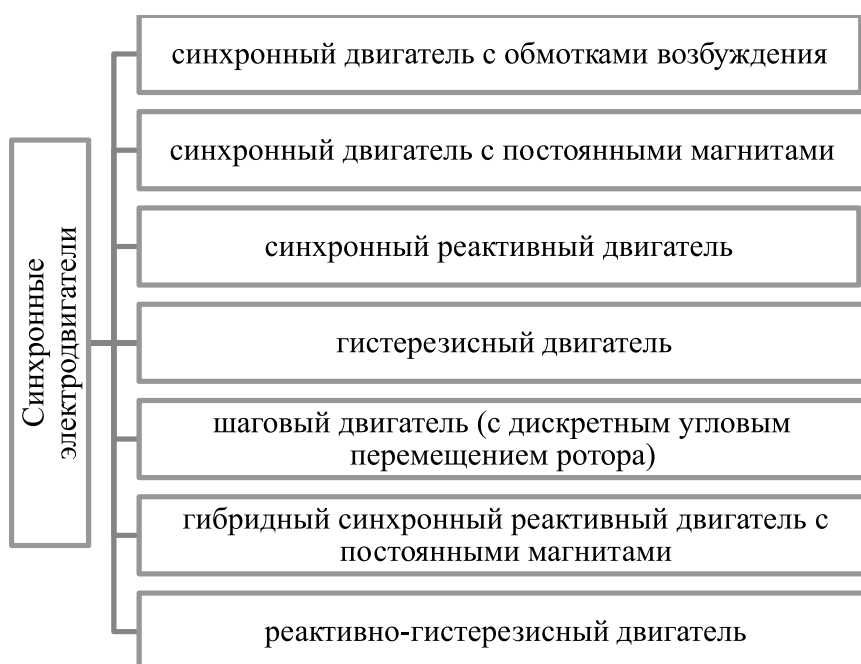 Синхронные
электродвигатели
синхронный двигатель с обмотками возбуждения
синхронный двигатель с постоянными магнитами
синхронный реактивный двигатель
гистерезисный двигатель
шаговый двигатель (с дискретным угловым
перемещением ротора)
гибридный синхронный реактивный двигатель с
постоянными магнитами
реактивно-гистерезисный двигатель